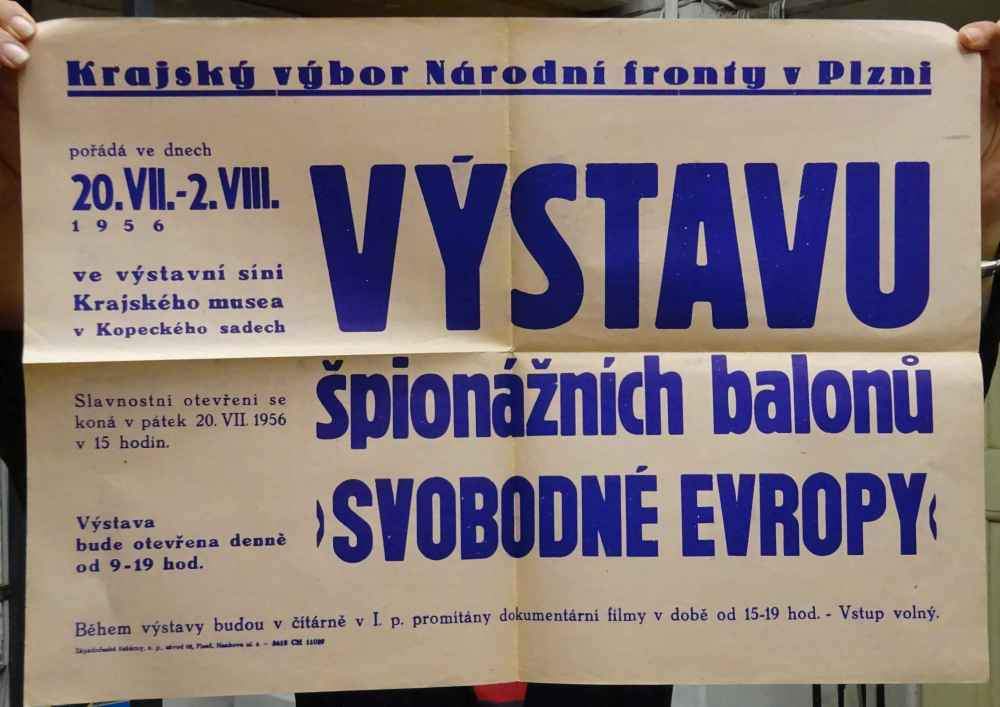 Krajský výbor Národní fronty v Plzni
pořádá ve dnech
20.VII.-2.VIII.
1956
ve výstavní síni
Krajského musea
v Kopeckého sadech
Slavnostní otevření se
koná v pátek 20. VII. 1956
v 15 hodin.
Výstava
bude otevřena denně
od 9-19 hod.
VÝSTAVU
špionážních balonů
›SVOBODNÉ EVROPY‹
Během výstavy budou v čítárně v I. p. promítány dokumentární filmy v době od 15-19 hod. - Vstup volný.
Západočeské tiskárny, n. p., závod